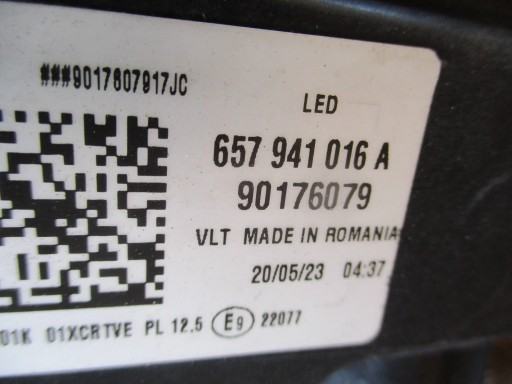 ###9017607917JC
LED
657 941 016 A
90176079
VLT MADE IN ROMANIA
20/05/23 04:37
01K 01XCRTVE PL 12.5 E9 22077